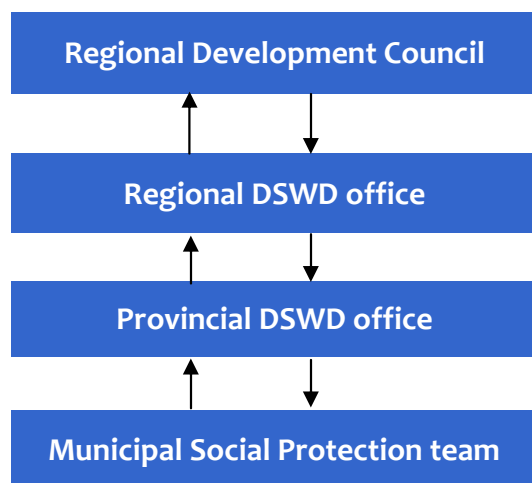 Regional Development Council
Regional DSWD office
Provincial DSWD office
Municipal Social Protection team